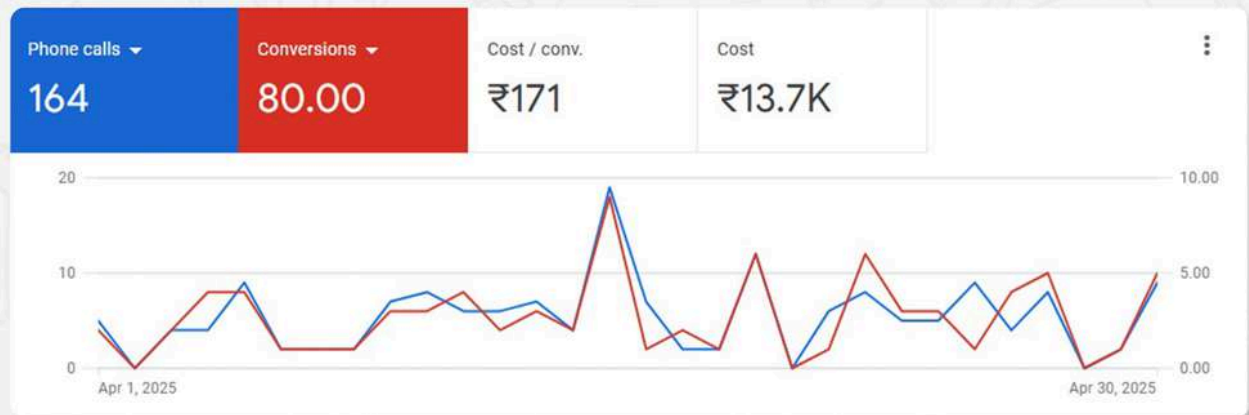 Phone calls
164
Conversions
80.00
Cost / conv.
₹171
Cost
₹13.7K
20
10.00
10
5.00
0
0.00
Apr 1, 2025
Apr 30, 2025